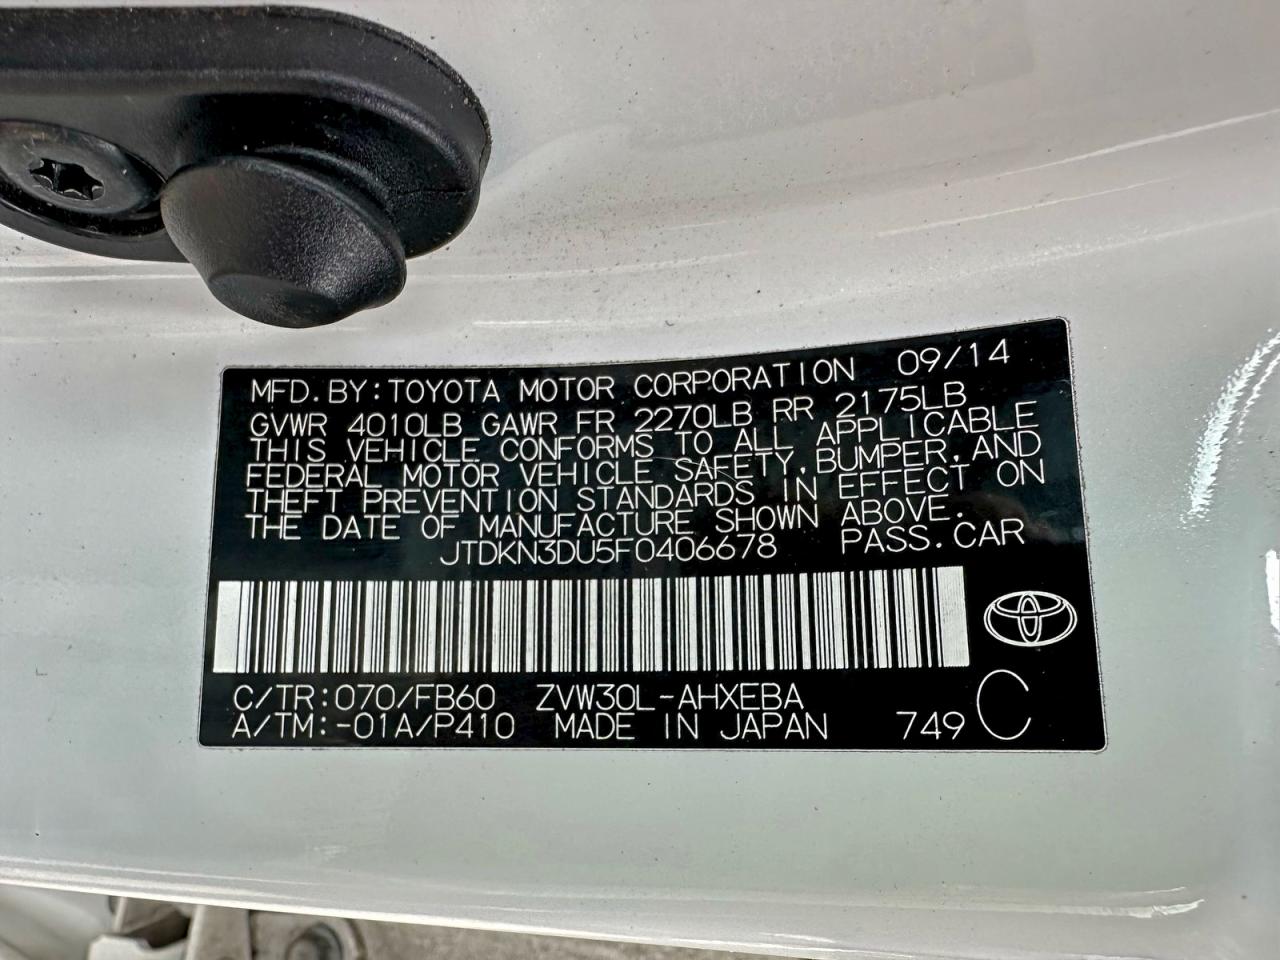 MFD. BY: TOYOTA MOTOR CORPORATION 09/14
GVWR 4010LB GAWR FR 2270LB RR 2175LB
THIS VEHICLE CONFORMS TO ALL APPLICABLE
FEDERAL MOTOR VEHICLE SAFETY, BUMPER, AND
THEFT PREVENTION STANDARDS IN EFFECT ON
THE DATE OF MANUFACTURE SHOWN ABOVE.
JTDKN3DU5F0406678 PASS. CAR
C/TR: 070/FB60 ZVW30L-AHXEBA
A/TM: -01A/P410 MADE IN JAPAN 749 C